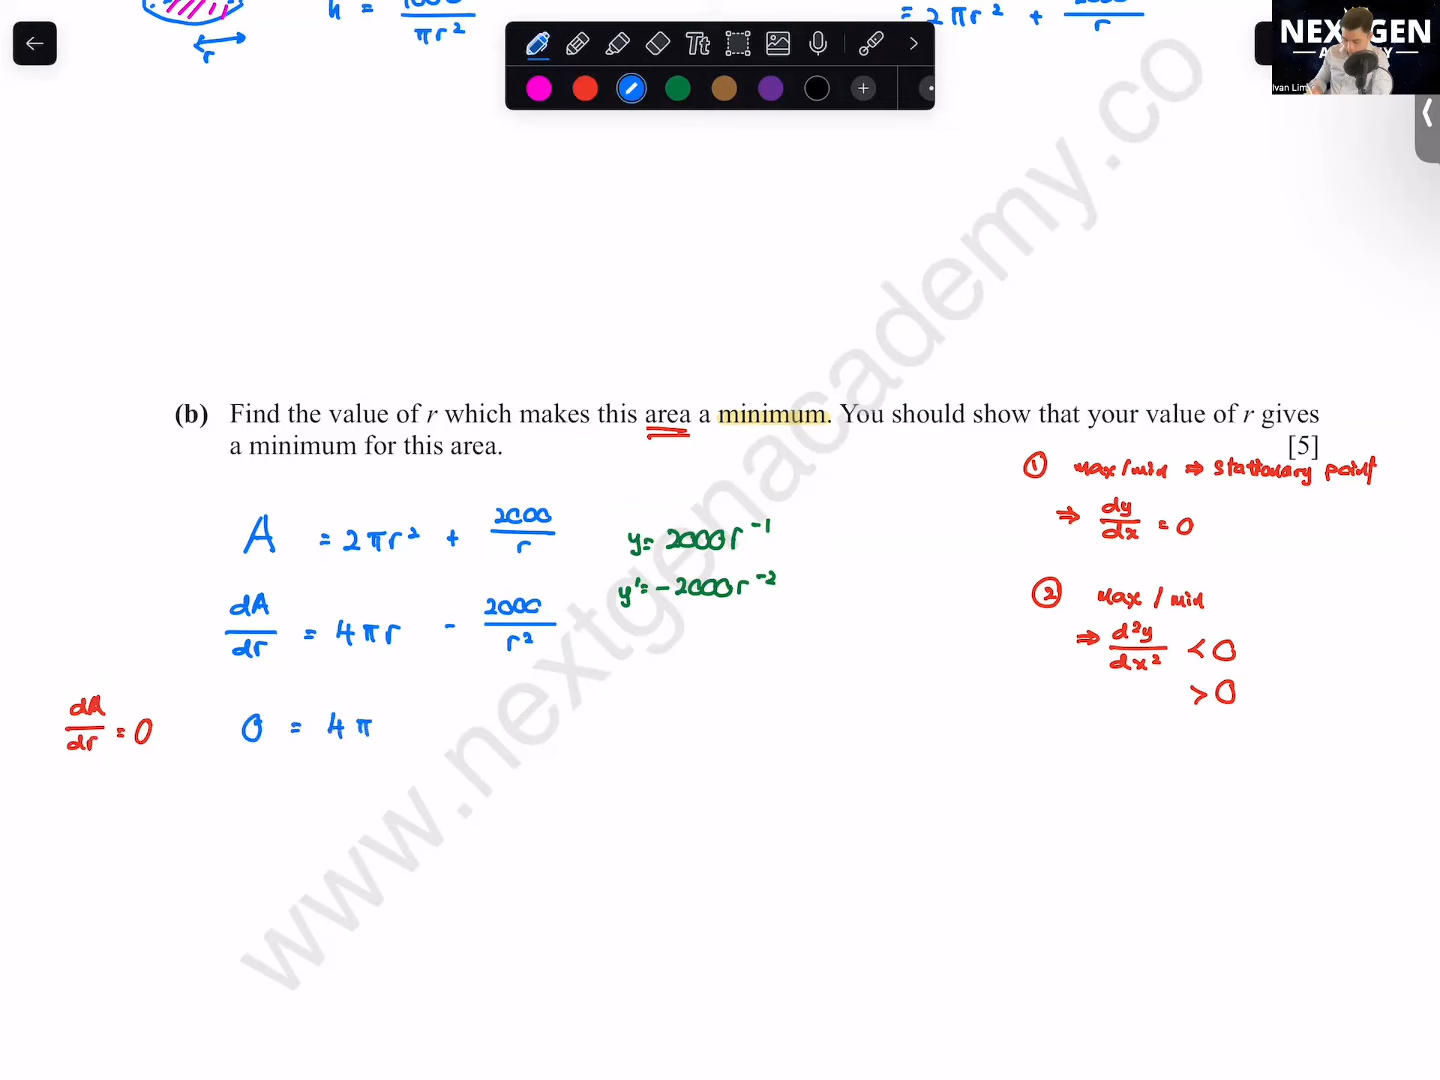 r
h = 1000/πr²
= 2πr² + 2000/r
Tt
NEXTGEN
Ivan Lim
(b) Find the value of r which makes this area a minimum. You should show that your value of r gives
a minimum for this area. [5]
① max/min ⇒ stationary point
⇒ dy/dx = 0
② max / min
⇒ d²y/dx² < 0
> 0
A = 2πr² + 2000/r
y = 2000r⁻¹
y' = -2000r⁻²
dA/dr = 4πr - 2000/r²
dA/dr = 0
0 = 4π
www.nextgenacademy.co